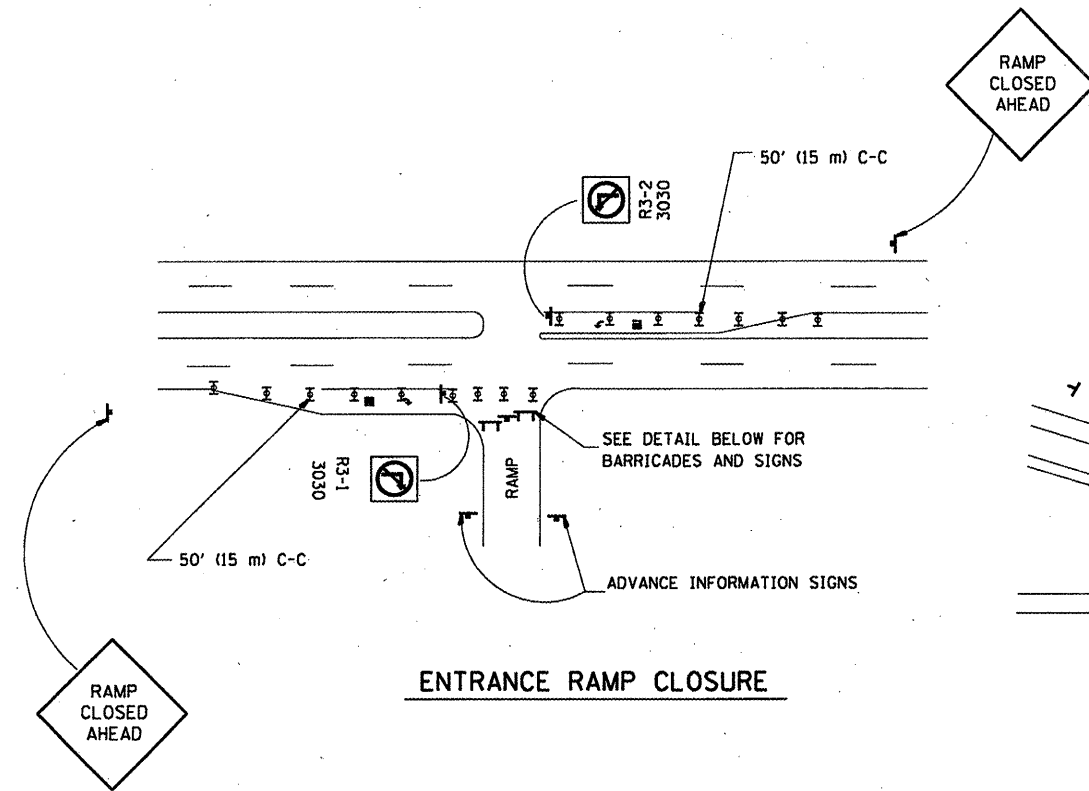 RAMP
CLOSED
AHEAD
50' (15 m) C-C
R3-2
3030
SEE DETAIL BELOW FOR
BARRICADES AND SIGNS
RAMP
R3-1
3030
50' (15 m) C-C
ADVANCE INFORMATION SIGNS
ENTRANCE RAMP CLOSURE
RAMP
CLOSED
AHEAD